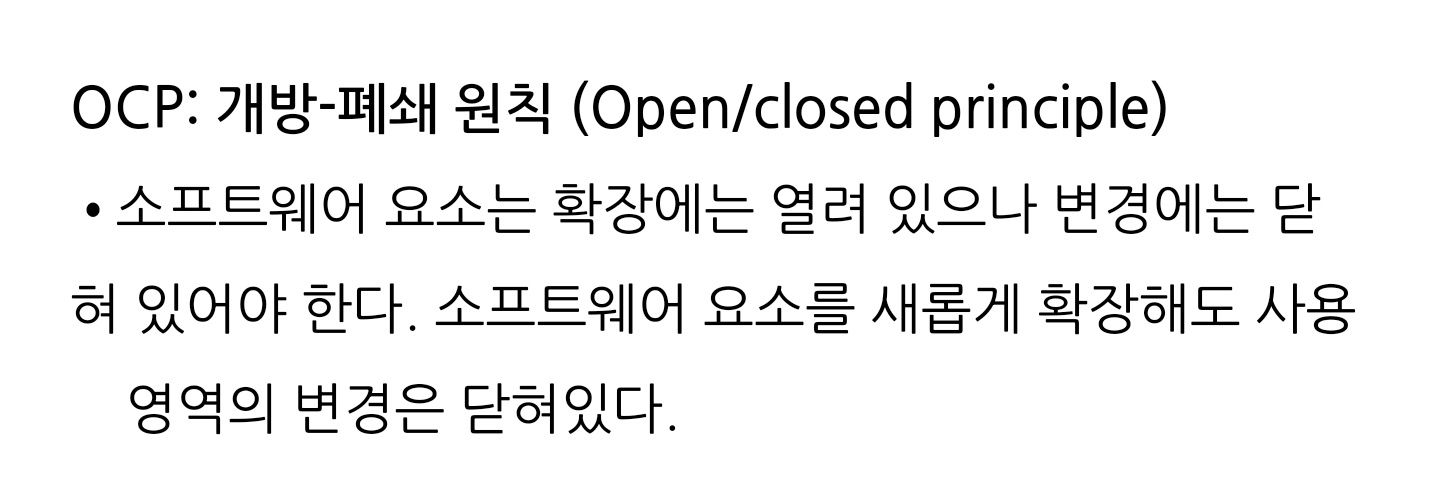 OCP: 개방-폐쇄 원칙 (Open/closed principle)
• 소프트웨어 요소는 확장에는 열려 있으나 변경에는 닫
혀 있어야 한다. 소프트웨어 요소를 새롭게 확장해도 사용
영역의 변경은 닫혀있다.